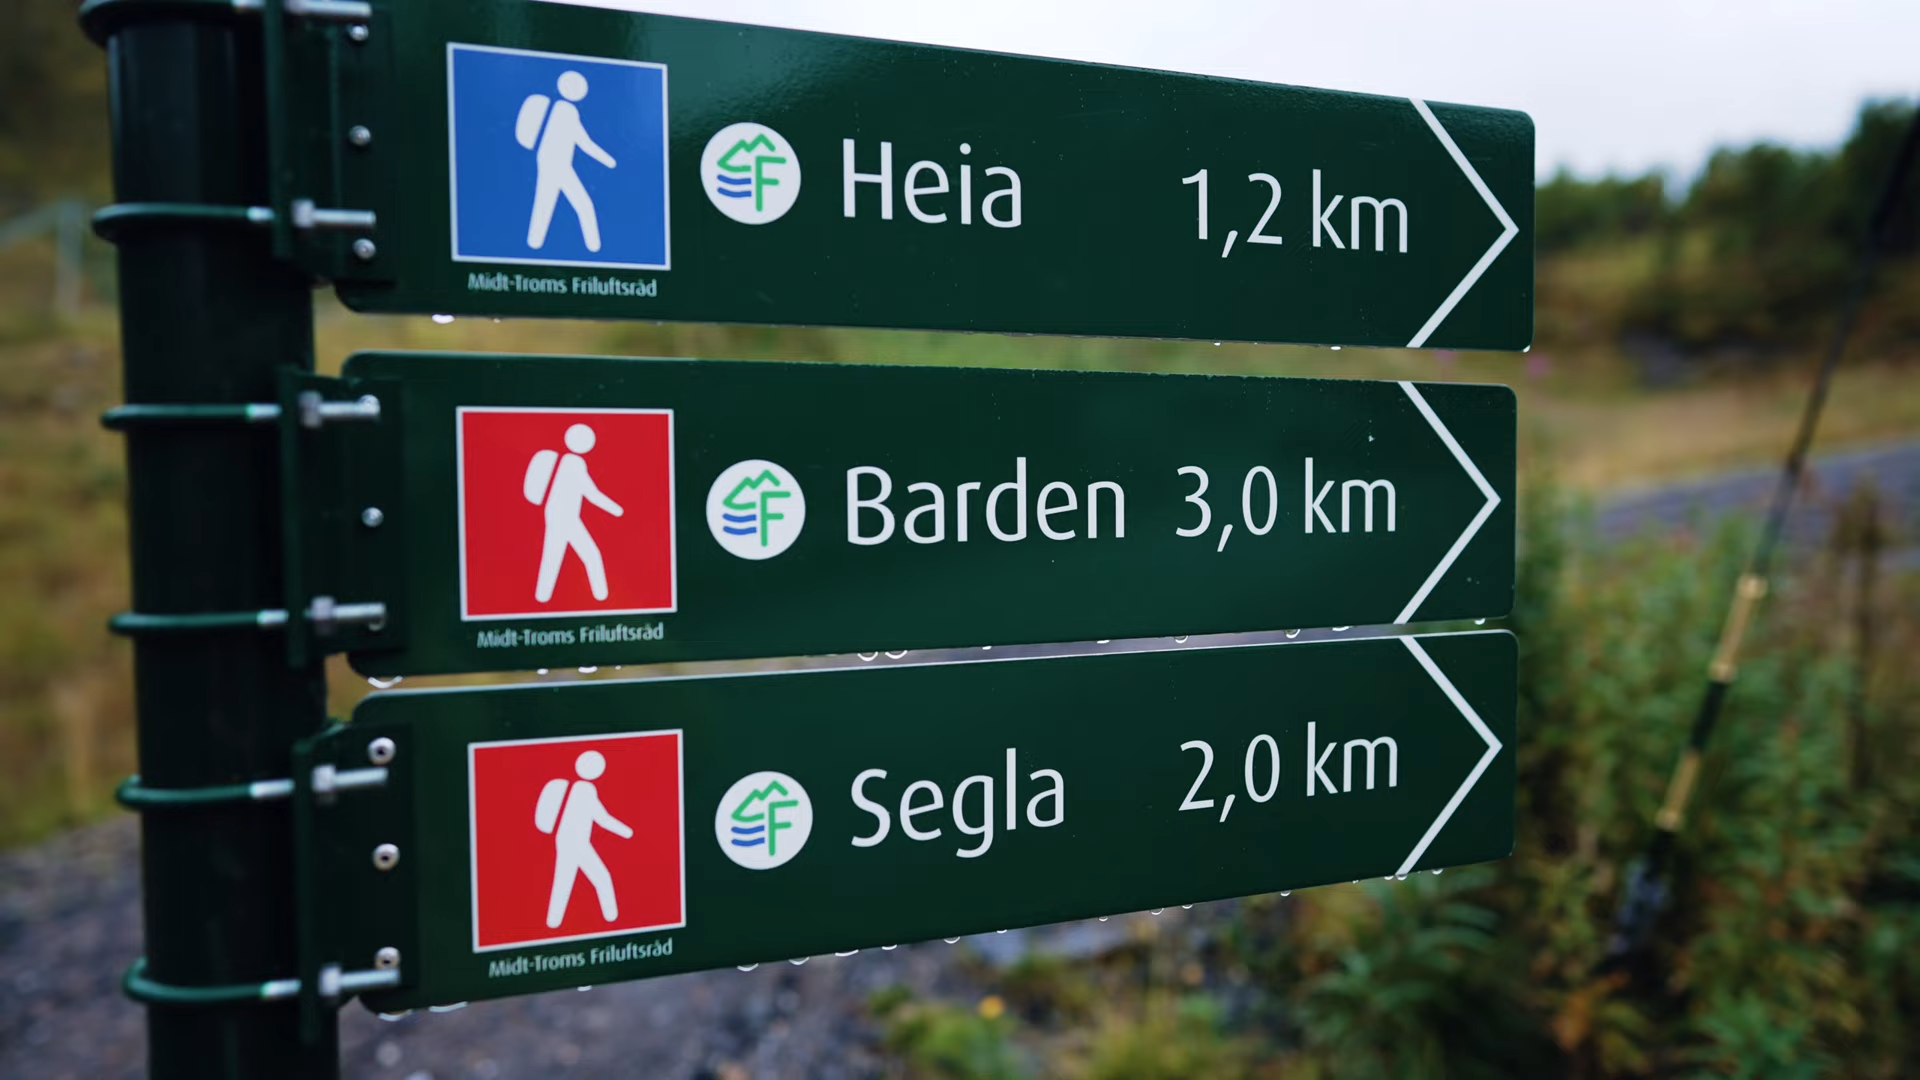 Heia 1,2 km
Midt-Troms Friluftsråd
Barden 3,0 km
Midt-Troms Friluftsråd
Segla 2,0 km
Midt-Troms Friluftsråd